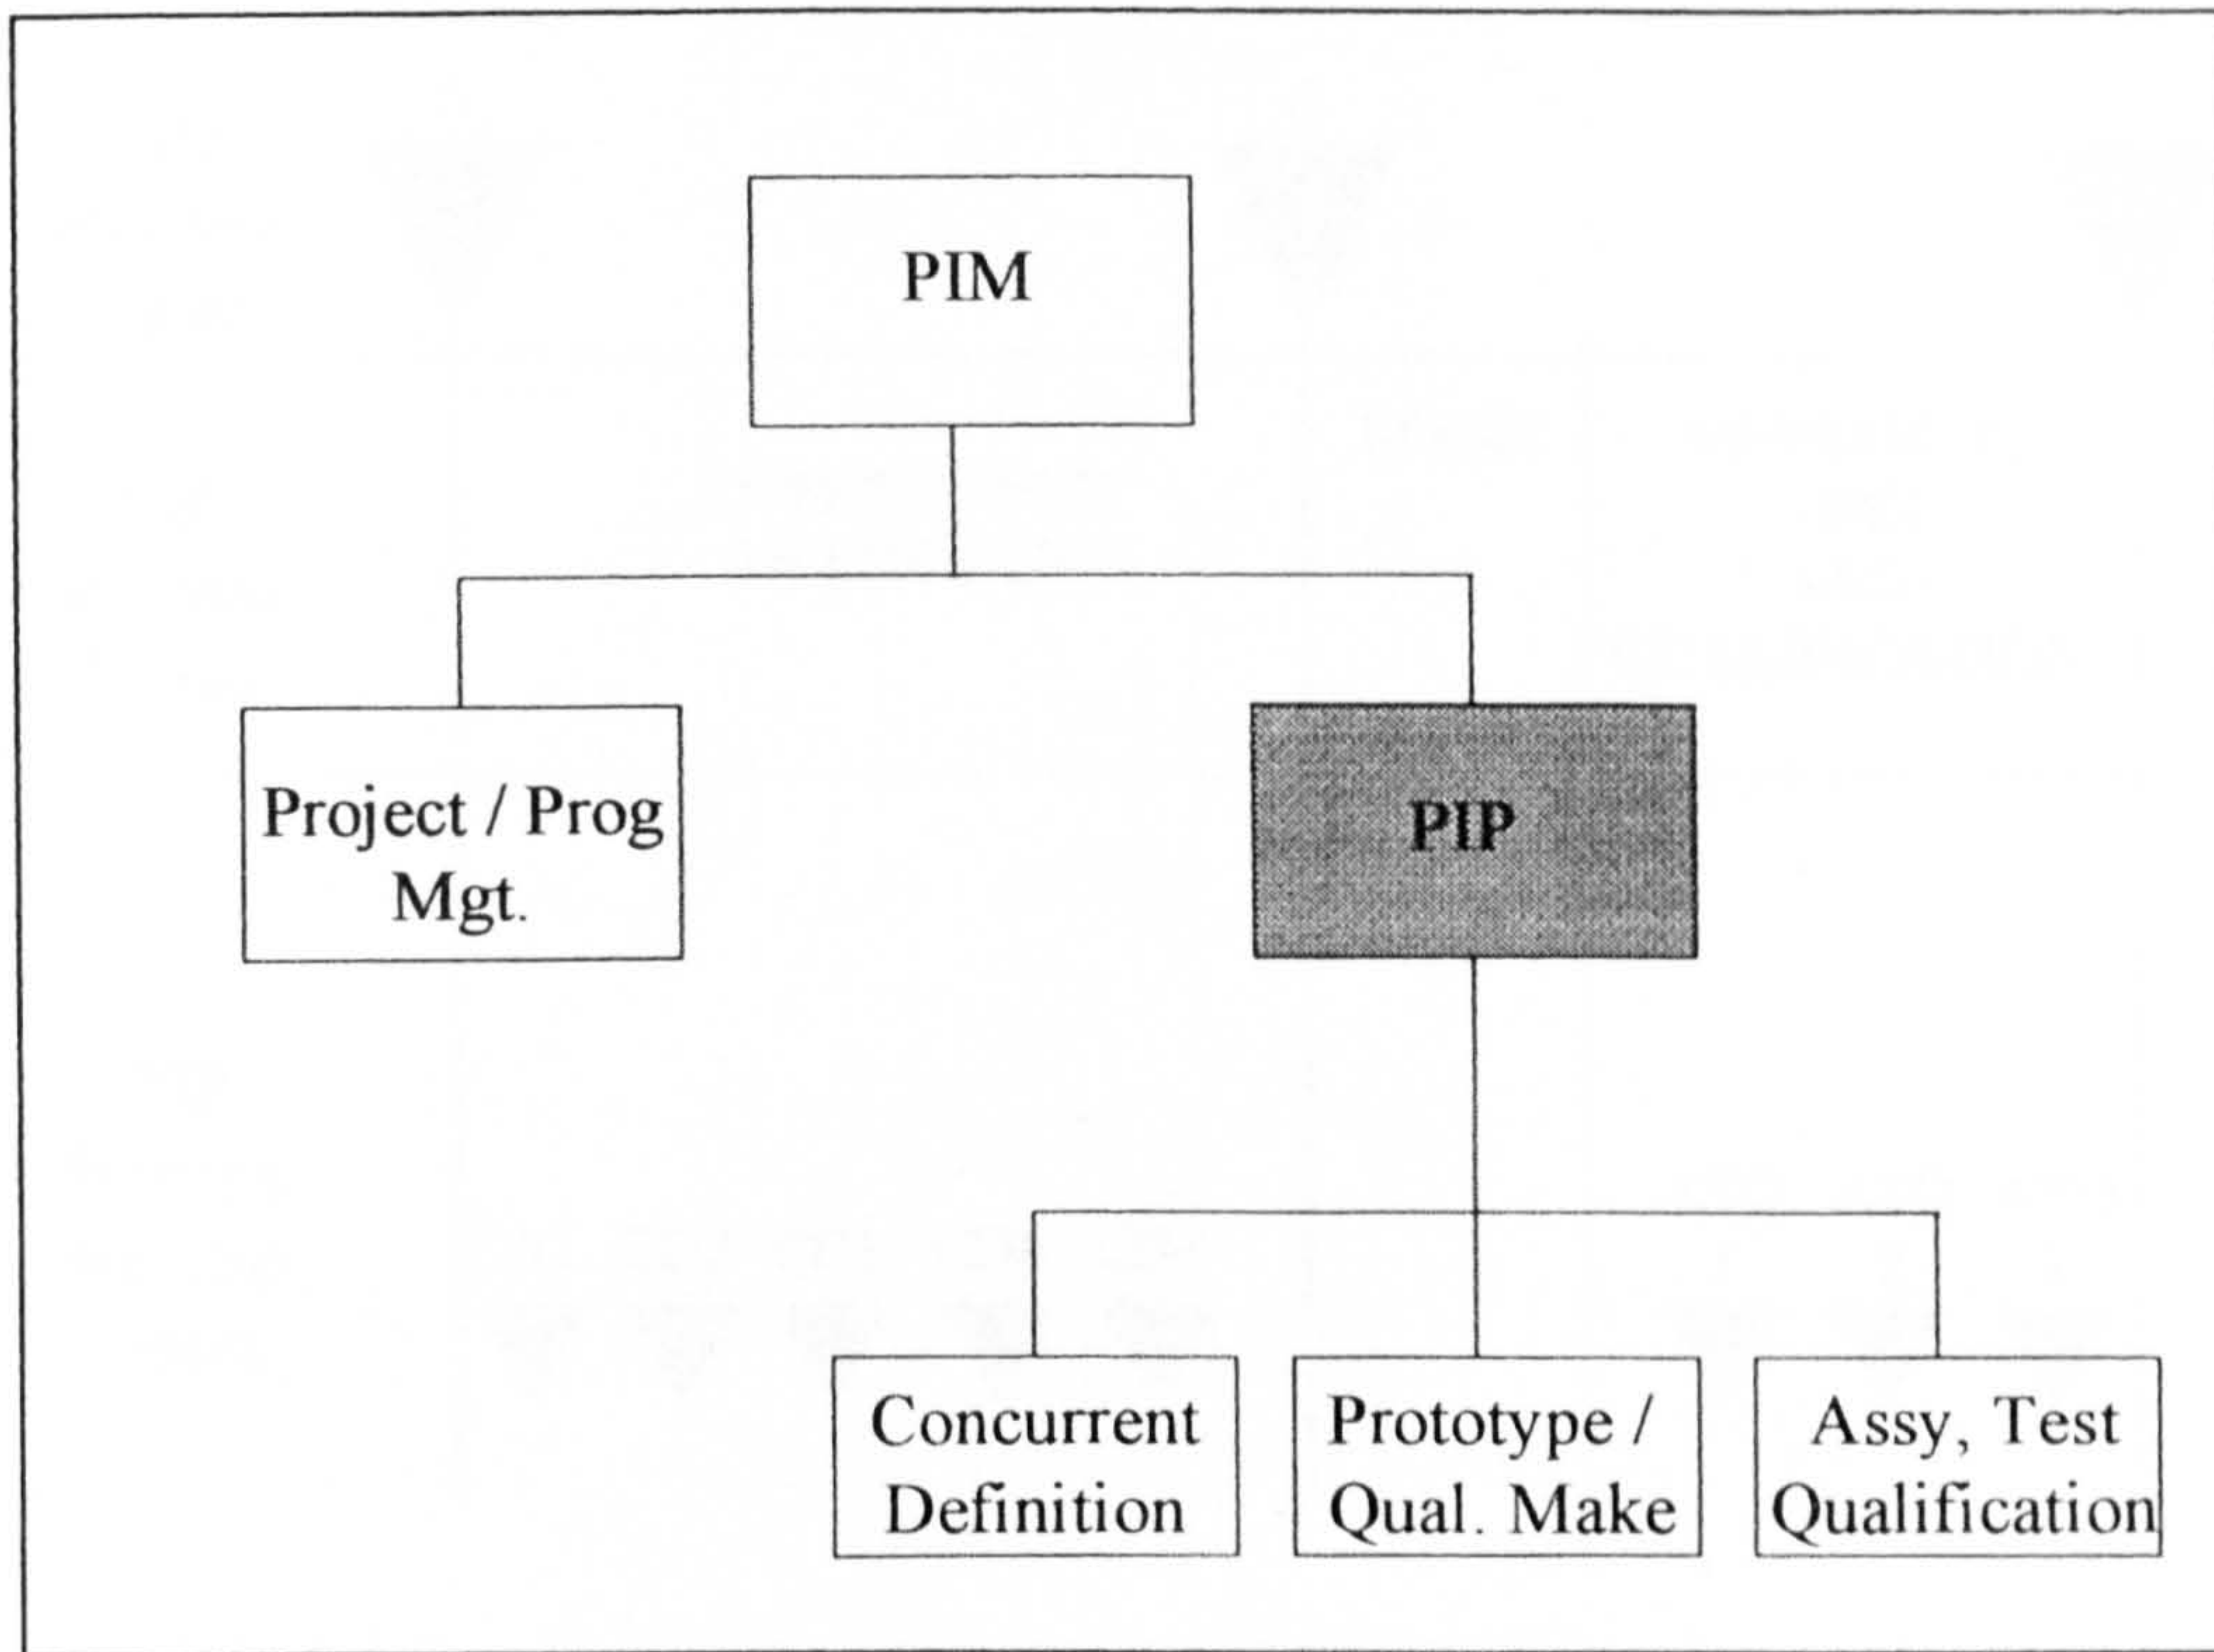 PIM
Project / Prog
Mgt.
PIP
Concurrent
Definition
Prototype /
Qual. Make
Assy, Test
Qualification